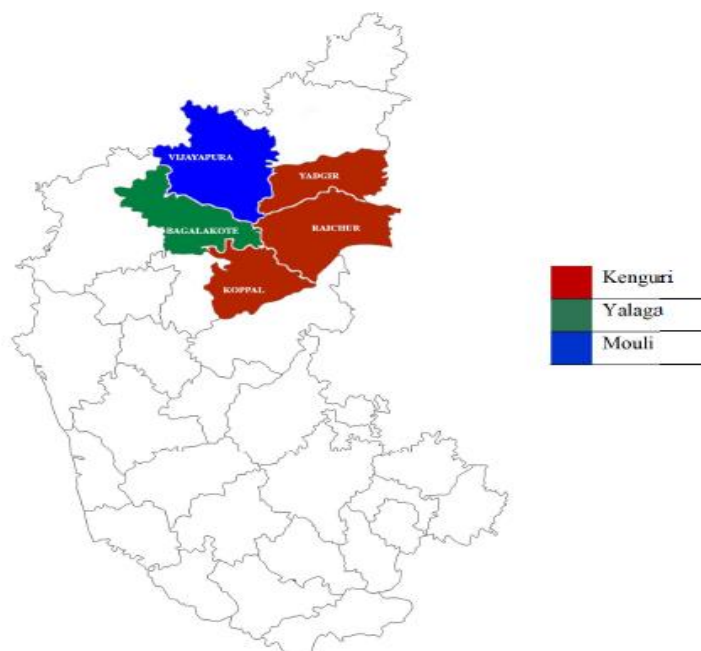 VIJAYAPURA
YADGIR
BAGALAKOTE
RAICHUR
KOPPAL
Kenguri
Yalaga
Mouli